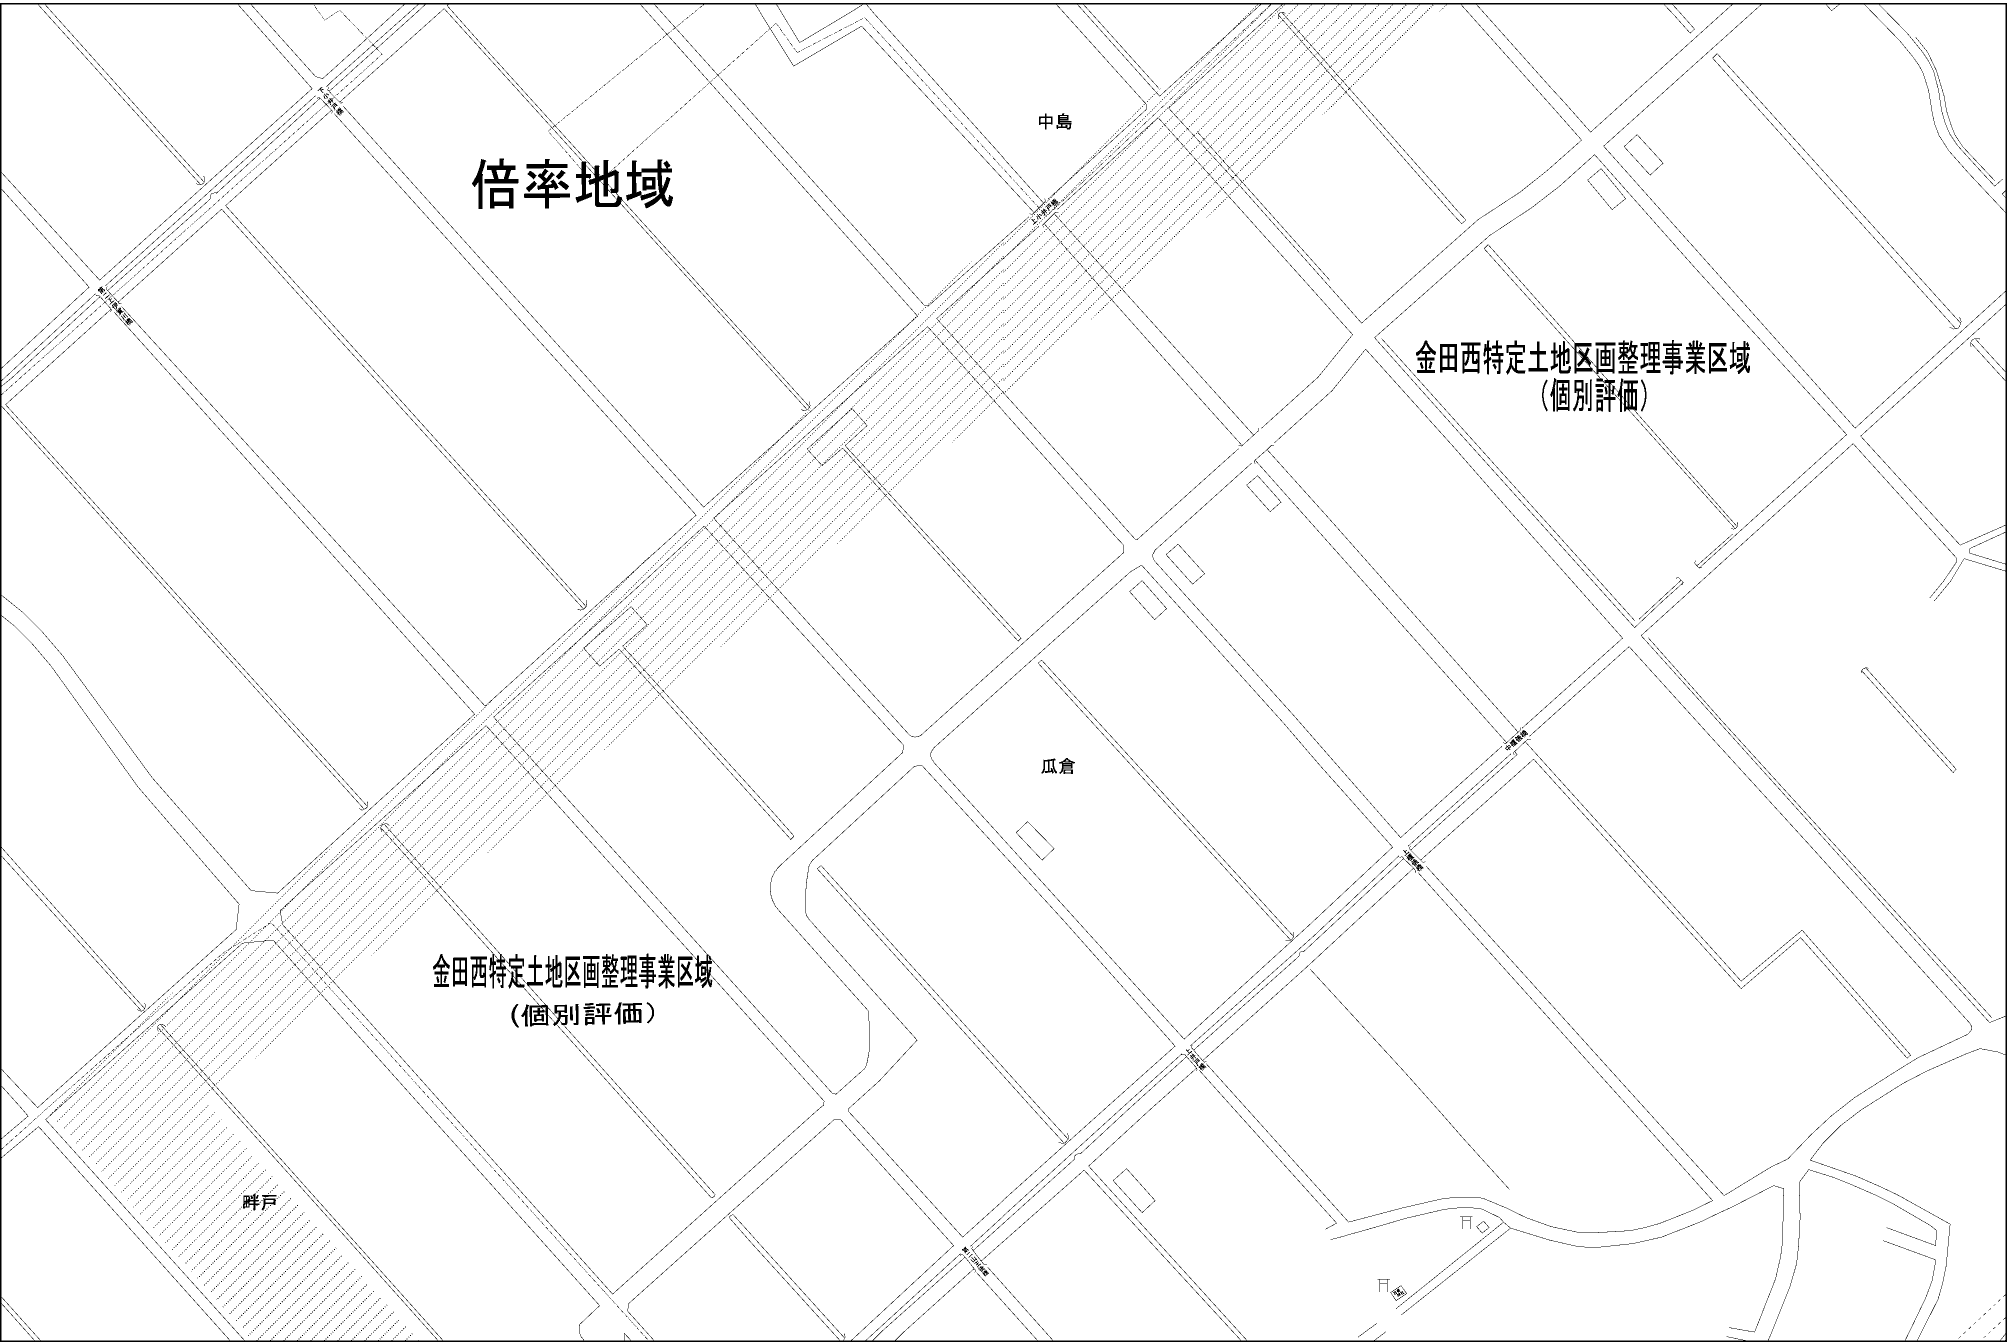 中島
倍率地域
金田西特定土地区画整理事業区域
(個別評価)
瓜倉
金田西特定土地区画整理事業区域
(個別評価)
畔戸